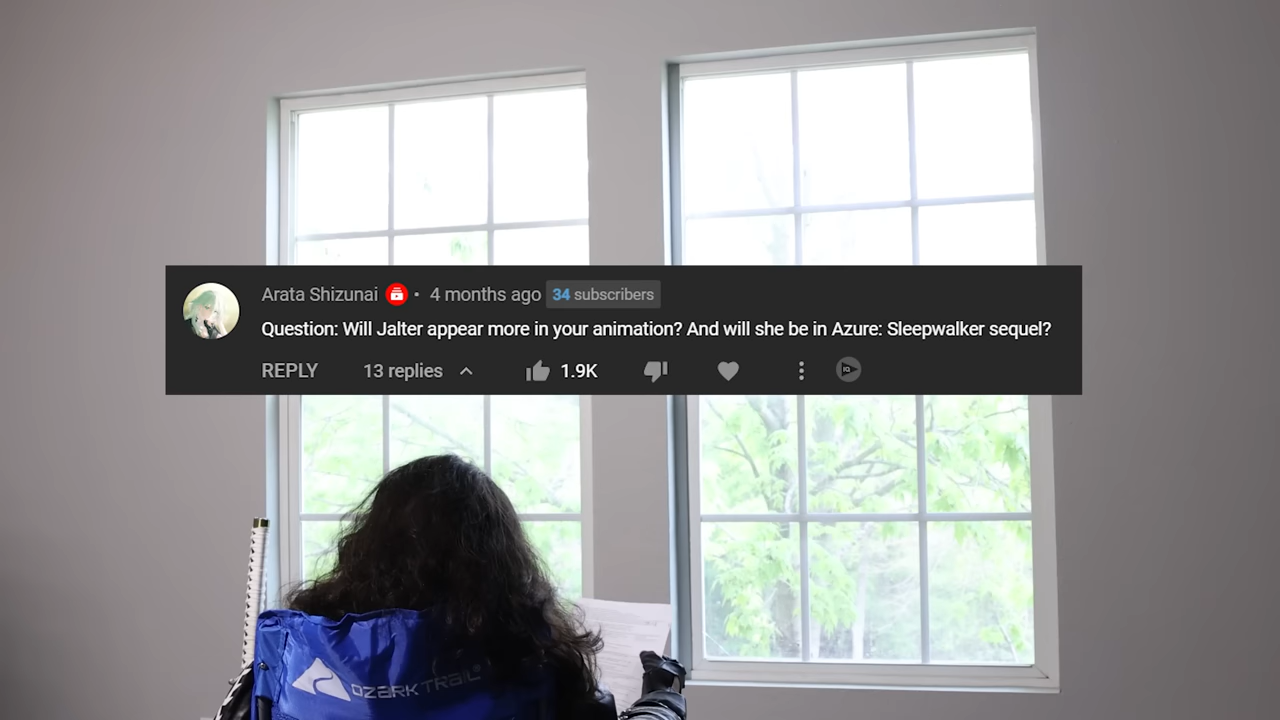 Arata Shizunai • 4 months ago 34 subscribers
Question: Will Jalter appear more in your animation? And will she be in Azure: Sleepwalker sequel?
REPLY 13 replies 1.9K
IQ
OZARK TRAIL